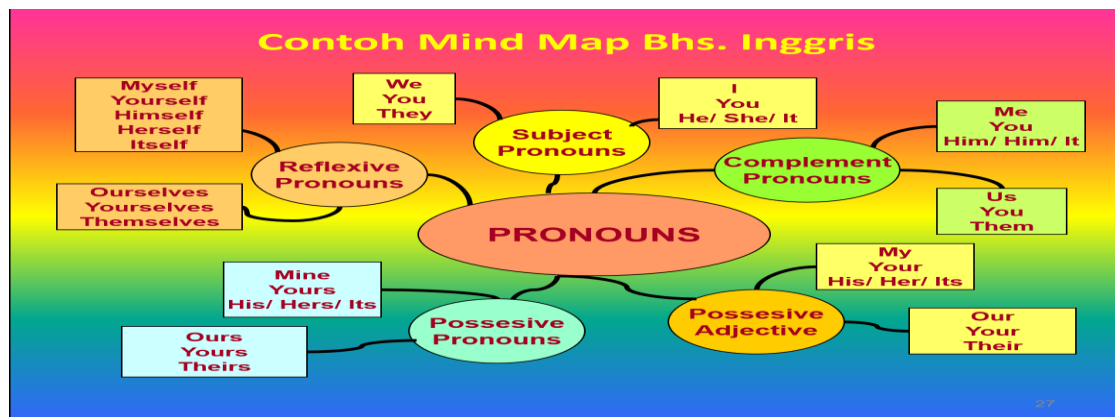 Contoh Mind Map Bhs. Inggris
Myself
Yourself
Himself
Herself
Itself
Ourselves
Yourselves
Themselves
Reflexive
Pronouns
We
You
They
Subject
Pronouns
I
You
He/ She/ It
Complement
Pronouns
Me
You
Him/ Him/ It
Us
You
Them
PRONOUNS
Mine
Yours
His/ Hers/ Its
Ours
Yours
Theirs
Possesive
Pronouns
Possesive
Adjective
My
Your
His/ Her/ Its
Our
Your
Their
27